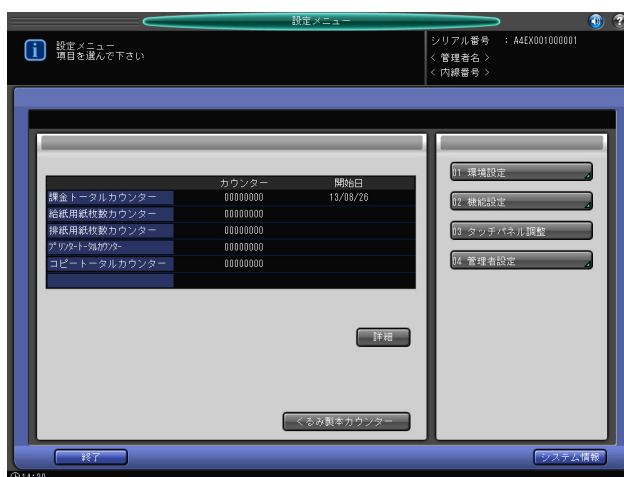 設定メニュー
設定メニュー
項目を選んで下さい
シリアル番号 : A4EX001000001
< 管理者名 >
< 内線番号 >
カウンター 開始日
課金トータルカウンター 00000000 13/08/26
給紙用紙枚数カウンター 00000000
排紙用紙枚数カウンター 00000000
プリンタートータルカウンター 00000000
コピートータルカウンター 00000000
詳細
くるみ製本カウンター
01 環境設定
02 機能設定
03 タッチパネル調整
04 管理者設定
終了
システム情報